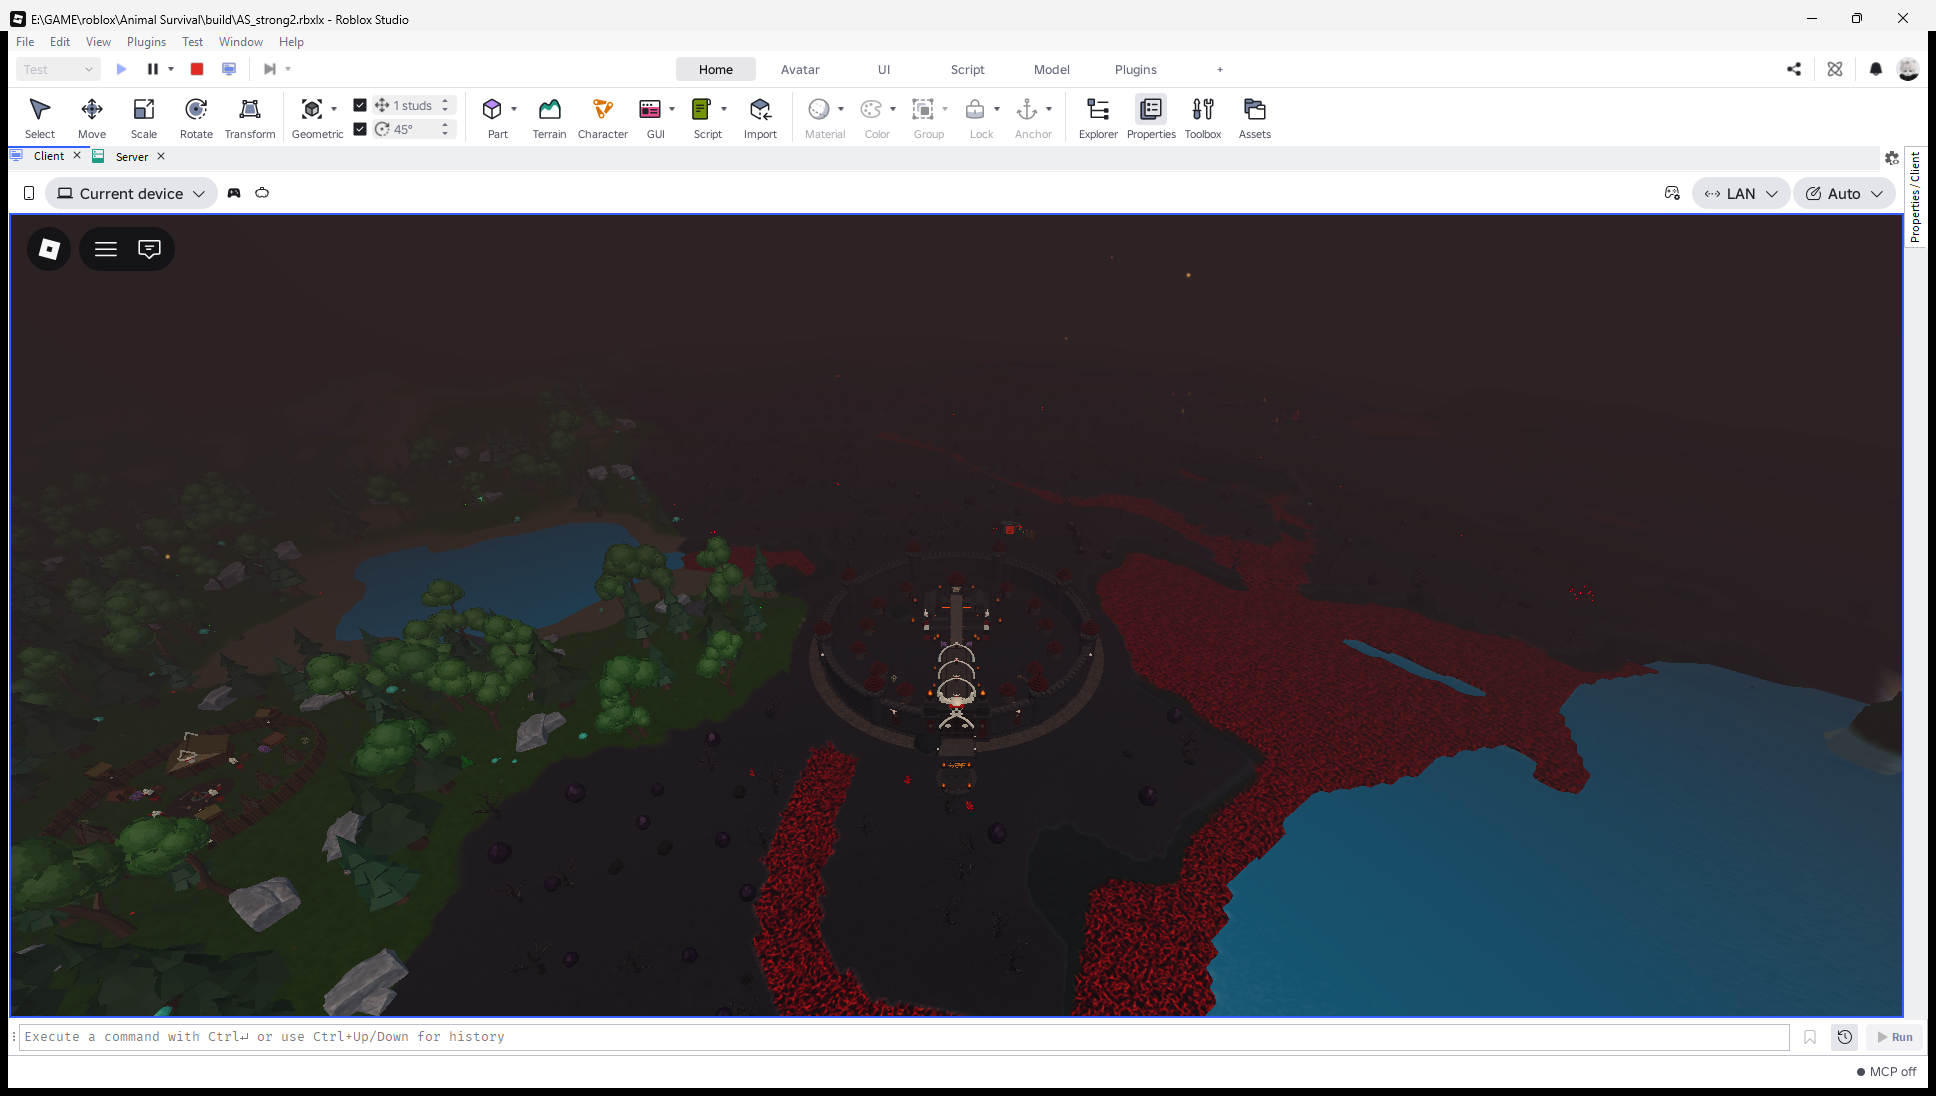 E:\GAME\roblox\Animal Survival\build\AS_strong2.rbxlx - Roblox Studio
File Edit View Plugins Test Window Help
Test
Home Avatar UI Script Model Plugins +
1 studs
45°
Select Move Scale Rotate Transform Geometric Part Terrain Character GUI Script Import Material Color Group Lock Anchor Explorer Properties Toolbox Assets
Client Server
Properties / Client
Current device
LAN
Auto
Execute a command with Ctrl↵ or use Ctrl+Up/Down for history
Run
MCP off